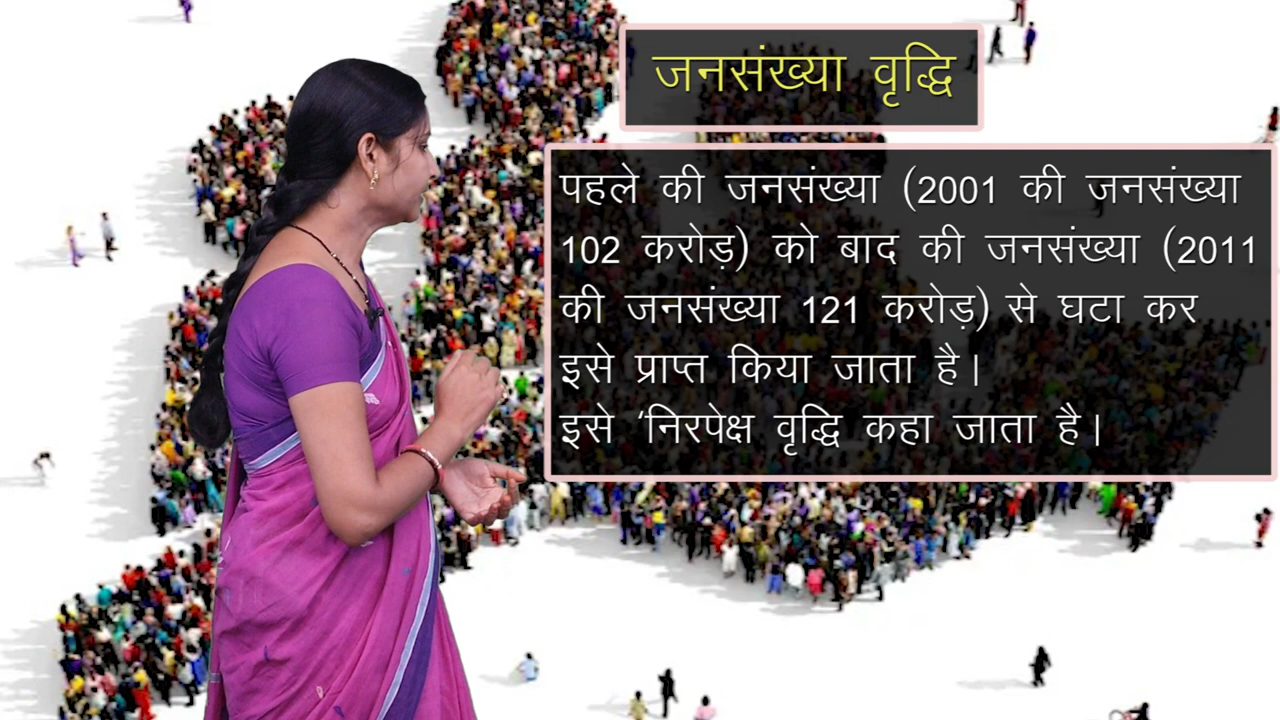 जनसंख्या वृद्धि
पहले की जनसंख्या (2001 की जनसंख्या
102 करोड़) को बाद की जनसंख्या (2011
की जनसंख्या 121 करोड़) से घटा कर
इसे प्राप्त किया जाता है।
इसे ‘निरपेक्ष वृद्धि कहा जाता है।